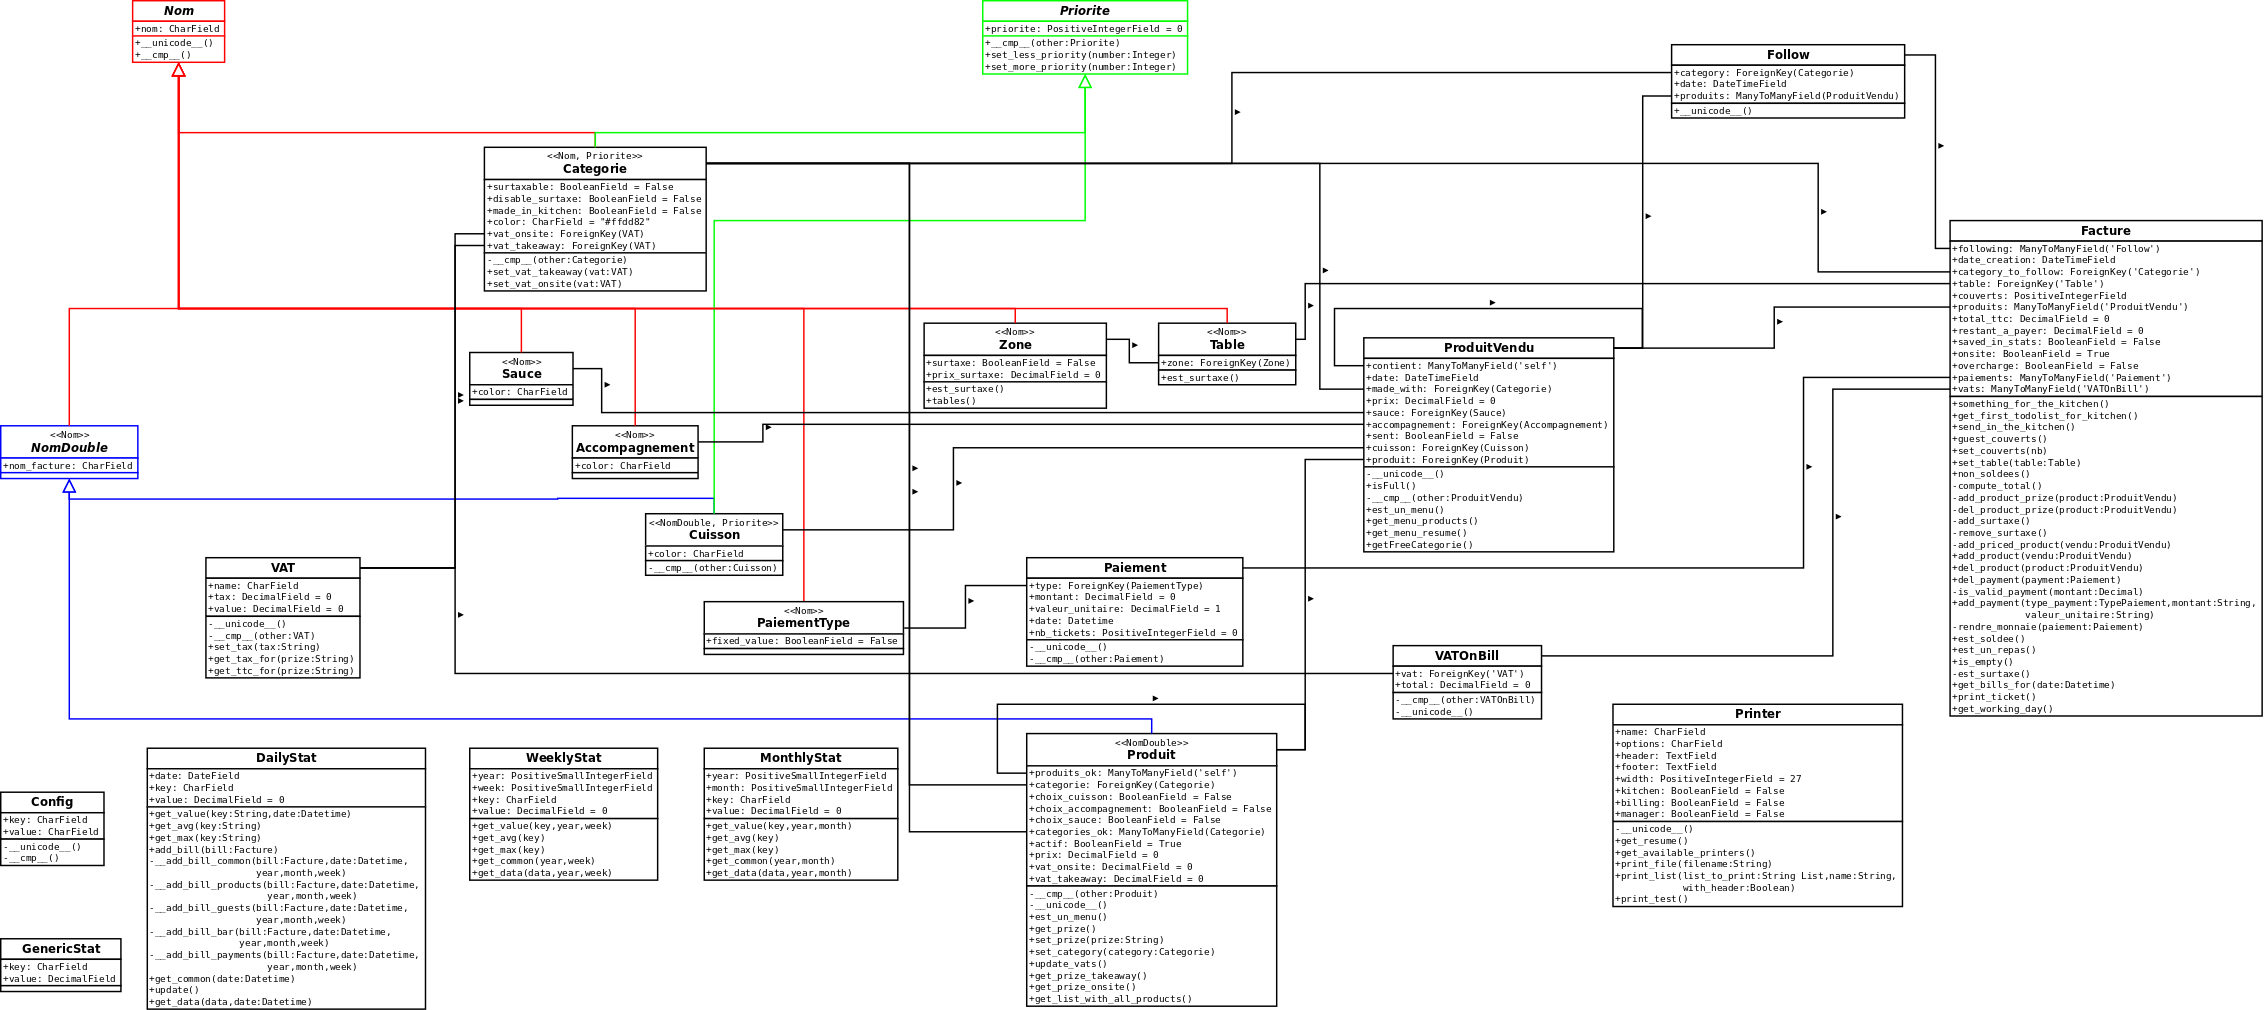 Nom
+nom: CharField
+__unicode__()
+__cmp__()
Priorite
+priorite: PositiveIntegerField = 0
+__cmp__(other:Priorite)
+set_less_priority(number:Integer)
+set_more_priority(number:Integer)
Follow
+category: ForeignKey(Categorie)
+date: DateTimeField
+produits: ManyToManyField(ProduitVendu)
+__unicode__()
<<Nom, Priorite>>
Categorie
+surtaxable: BooleanField = False
+disable_surtaxe: BooleanField = False
+made_in_kitchen: BooleanField = False
+color: CharField = "#ffdd82"
+vat_onsite: ForeignKey(VAT)
+vat_takeaway: ForeignKey(VAT)
-__cmp__(other:Categorie)
+set_vat_takeaway(vat:VAT)
+set_vat_onsite(vat:VAT)
Facture
+following: ManyToManyField('Follow')
+date_creation: DateTimeField
+category_to_follow: ForeignKey('Categorie')
+table: ForeignKey('Table')
+couverts: PositiveIntegerField
+produits: ManyToManyField('ProduitVendu')
+total_ttc: DecimalField = 0
+restant_a_payer: DecimalField = 0
+saved_in_stats: BooleanField = False
+onsite: BooleanField = True
+overcharge: BooleanField = False
+paiements: ManyToManyField('Paiement')
+vats: ManyToManyField('VATOnBill')
+something_for_the_kitchen()
+get_first_todolist_for_kitchen()
+send_in_the_kitchen()
+guest_couverts()
+set_couverts(nb)
+set_table(table:Table)
+non_soldees()
-compute_total()
-add_product_prize(product:ProduitVendu)
-del_product_prize(product:ProduitVendu)
-add_surtaxe()
-remove_surtaxe()
-add_priced_product(vendu:ProduitVendu)
+add_product(vendu:ProduitVendu)
+del_product(product:ProduitVendu)
+del_payment(payment:Paiement)
-is_valid_payment(montant:Decimal)
+add_payment(type_payment:TypePaiement,montant:String,
valeur_unitaire:String)
-rendre_monnaie(paiement:Paiement)
+est_soldee()
+est_un_repas()
+is_empty()
-est_surtaxe()
+get_bills_for(date:Datetime)
+print_ticket()
+get_working_day()
<<Nom>>
Sauce
+color: CharField
<<Nom>>
Zone
+surtaxe: BooleanField = False
+prix_surtaxe: DecimalField = 0
+est_surtaxe()
+tables()
<<Nom>>
Table
+zone: ForeignKey(Zone)
+est_surtaxe()
ProduitVendu
+contient: ManyToManyField('self')
+date: DateTimeField
+made_with: ForeignKey(Categorie)
+prix: DecimalField = 0
+sauce: ForeignKey(Sauce)
+accompagnement: ForeignKey(Accompagnement)
+sent: BooleanField = False
+cuisson: ForeignKey(Cuisson)
+produit: ForeignKey(Produit)
-__unicode__()
+isFull()
-__cmp__(other:ProduitVendu)
+est_un_menu()
+get_menu_products()
+get_menu_resume()
+getFreeCategorie()
<<Nom>>
NomDouble
+nom_facture: CharField
<<Nom>>
Accompagnement
+color: CharField
<<NomDouble, Priorite>>
Cuisson
+color: CharField
-__cmp__(other:Cuisson)
VAT
+name: CharField
+tax: DecimalField = 0
+value: DecimalField = 0
-__unicode__()
-__cmp__(other:VAT)
+set_tax(tax:String)
+get_tax_for(prize:String)
+get_ttc_for(prize:String)
<<Nom>>
PaiementType
+fixed_value: BooleanField = False
Paiement
+type: ForeignKey(PaiementType)
+montant: DecimalField = 0
+valeur_unitaire: DecimalField = 1
+date: Datetime
+nb_tickets: PositiveIntegerField = 0
-__unicode__()
-__cmp__(other:Paiement)
VATOnBill
+vat: ForeignKey('VAT')
+total: DecimalField = 0
-__cmp__(other:VATOnBill)
-__unicode__()
Printer
+name: CharField
+options: CharField
+header: TextField
+footer: TextField
+width: PositiveIntegerField = 27
+kitchen: BooleanField = False
+billing: BooleanField = False
+manager: BooleanField = False
-__unicode__()
+get_resume()
+get_available_printers()
+print_file(filename:String)
+print_list(list_to_print:String List,name:String,
with_header:Boolean)
+print_test()
<<NomDouble>>
Produit
+produits_ok: ManyToManyField('self')
+categorie: ForeignKey(Categorie)
+choix_cuisson: BooleanField = False
+choix_accompagnement: BooleanField = False
+choix_sauce: BooleanField = False
+categories_ok: ManyToManyField(Categorie)
+actif: BooleanField = True
+prix: DecimalField = 0
+vat_onsite: DecimalField = 0
+vat_takeaway: DecimalField = 0
-__cmp__(other:Produit)
-__unicode__()
+est_un_menu()
+get_prize()
+set_prize(prize:String)
+set_category(category:Categorie)
+update_vats()
+get_prize_takeaway()
+get_prize_onsite()
+get_list_with_all_products()
DailyStat
+date: DateField
+key: CharField
+value: DecimalField = 0
+get_value(key:String,date:Datetime)
+get_avg(key:String)
+get_max(key:String)
+add_bill(bill:Facture)
-__add_bill_common(bill:Facture,date:Datetime,
year,month,week)
-__add_bill_products(bill:Facture,date:Datetime,
year,month,week)
-__add_bill_guests(bill:Facture,date:Datetime,
year,month,week)
-__add_bill_bar(bill:Facture,date:Datetime,
year,month,week)
-__add_bill_payments(bill:Facture,date:Datetime,
year,month,week)
+get_common(date:Datetime)
+update()
+get_data(data,date:Datetime)
WeeklyStat
+year: PositiveSmallIntegerField
+week: PositiveSmallIntegerField
+key: CharField
+value: DecimalField = 0
+get_value(key,year,week)
+get_avg(key)
+get_max(key)
+get_common(year,week)
+get_data(data,year,week)
MonthlyStat
+year: PositiveSmallIntegerField
+month: PositiveSmallIntegerField
+key: CharField
+value: DecimalField = 0
+get_value(key,year,month)
+get_avg(key)
+get_max(key)
+get_common(year,month)
+get_data(data,year,month)
Config
+key: CharField
+value: CharField
-__unicode__()
-__cmp__()
GenericStat
+key: CharField
+value: DecimalField